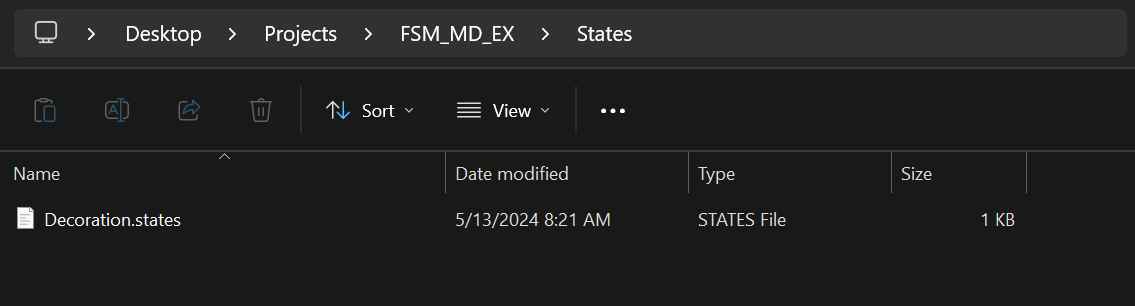 Desktop > Projects > FSM_MD_EX > States
Sort View
Name Date modified Type Size
Decoration.states 5/13/2024 8:21 AM STATES File 1 KB